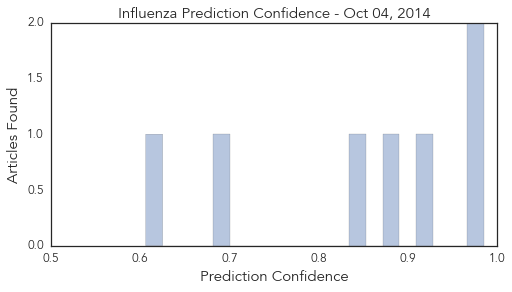 Influenza Prediction Confidence - Oct 04, 2014
2.0
1.5
1.0
0.5
0.0
Articles Found
0.5 0.6 0.7 0.8 0.9 1.0
Prediction Confidence